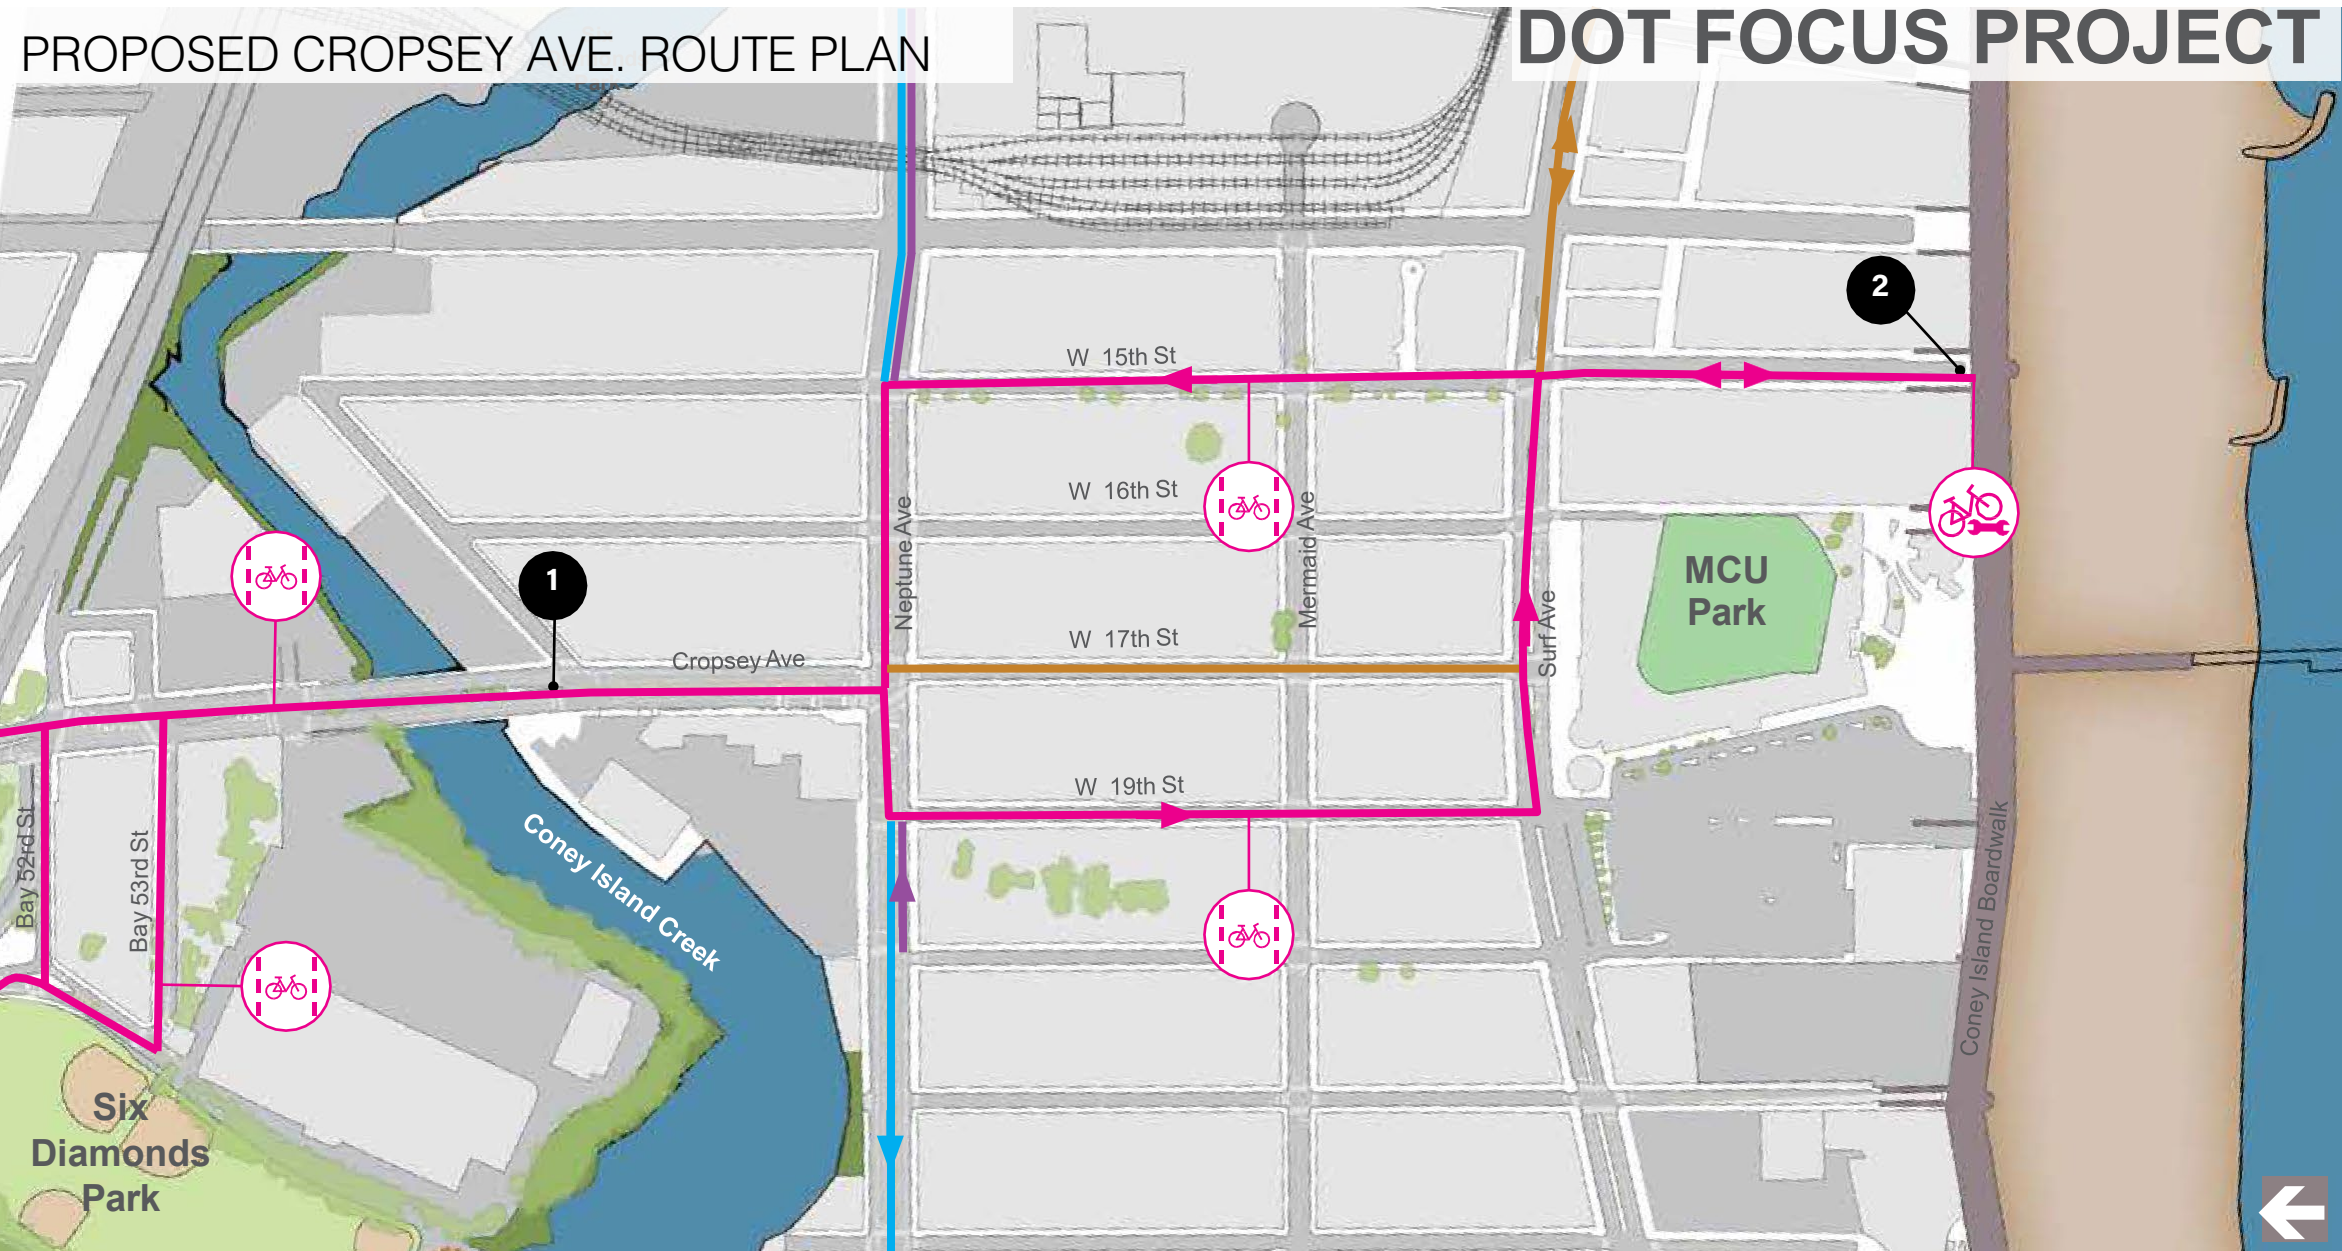 PROPOSED CROPSEY AVE. ROUTE PLAN
DOT FOCUS PROJECT
2
W 15th St
W 16th St
1
Neptune Ave
Mermaid Ave
MCU
Park
Surf Ave
W 17th St
Cropsey Ave
W 19th St
Bay 52rd St
Bay 53rd St
Coney Island Creek
Coney Island Boardwalk
Six
Diamonds
Park